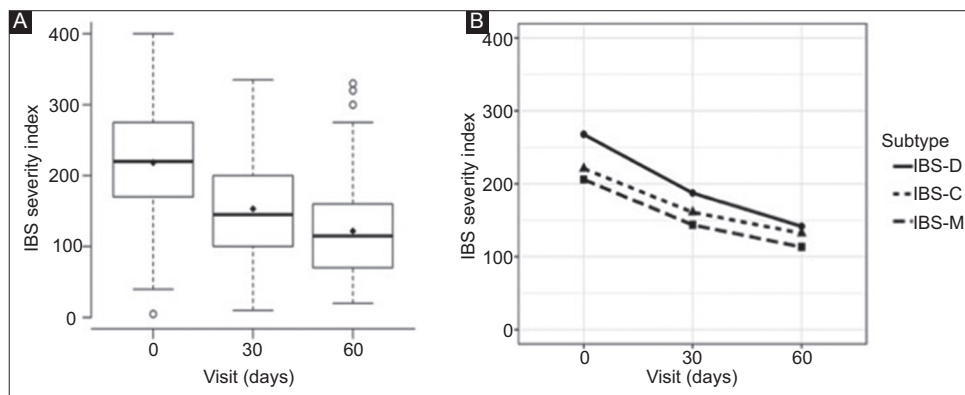 A
IBS severity index
400
300
200
100
0
0 30 60
Visit (days)
B
IBS severity index
400
300
200
100
0
0 30 60
Visit (days)
Subtype
IBS-D
IBS-C
IBS-M